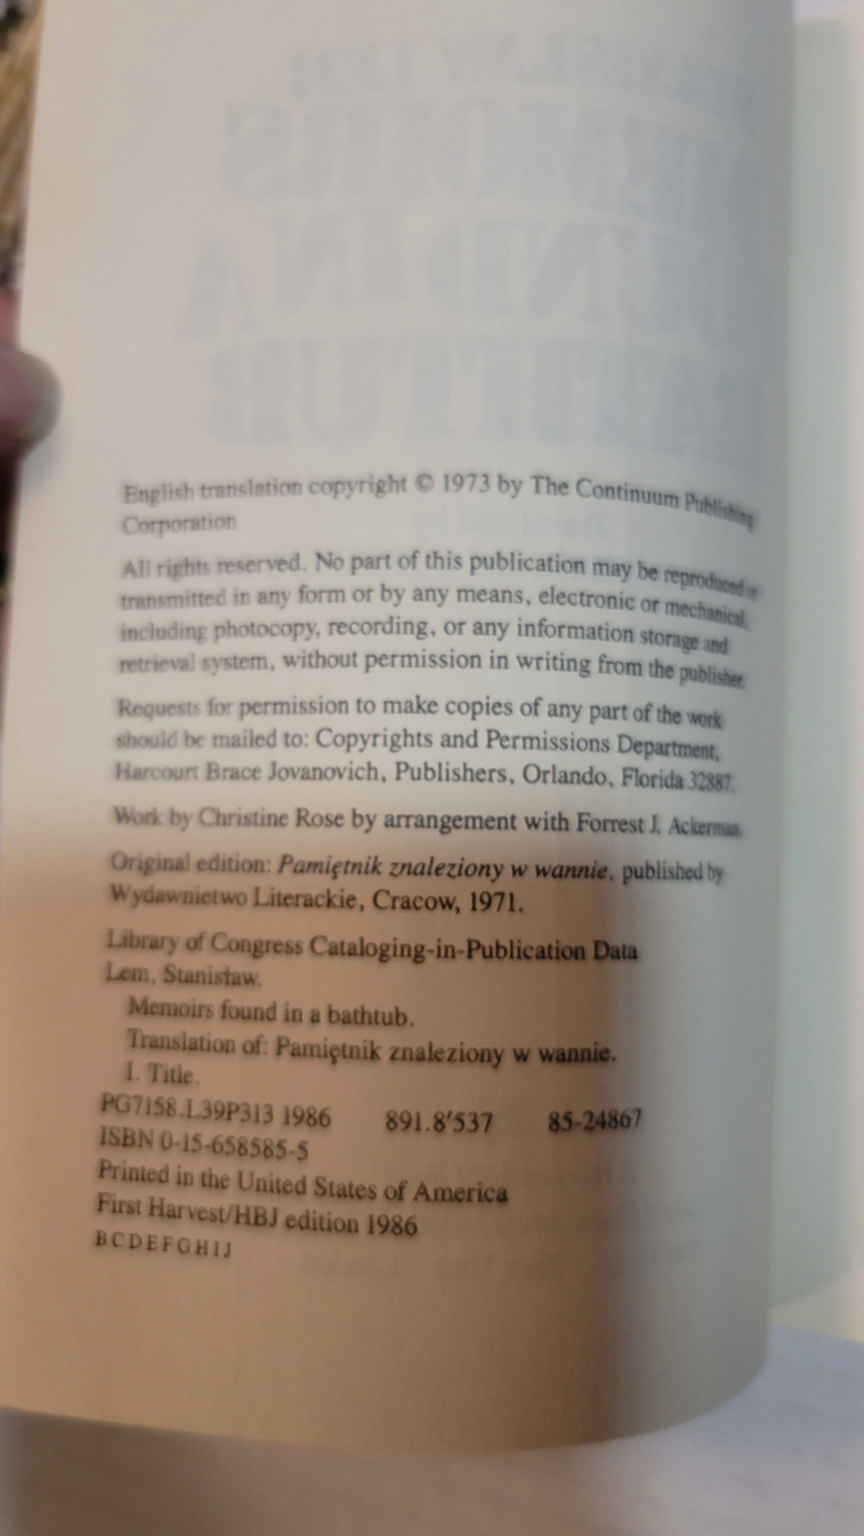 English translation copyright © 1973 by The Continuum Publishing
Corporation
All rights reserved. No part of this publication may be reproduced or
transmitted in any form or by any means, electronic or mechanical,
including photocopy, recording, or any information storage and
retrieval system, without permission in writing from the publisher.
Requests for permission to make copies of any part of the work
should be mailed to: Copyrights and Permissions Department,
Harcourt Brace Jovanovich, Publishers, Orlando, Florida 32887.
Work by Christine Rose by arrangement with Forrest J. Ackerman.
Original edition: Pamiętnik znaleziony w wannie, published by
Wydawnictwo Literackie, Cracow, 1971.
Library of Congress Cataloging-in-Publication Data
Lem, Stanisław.
Memoirs found in a bathtub.
Translation of: Pamiętnik znaleziony w wannie.
I. Title.
PG7158.L39P313 1986 891.8'537 85-24867
ISBN 0-15-658585-5
Printed in the United States of America
First Harvest/HBJ edition 1986
B C D E F G H I J